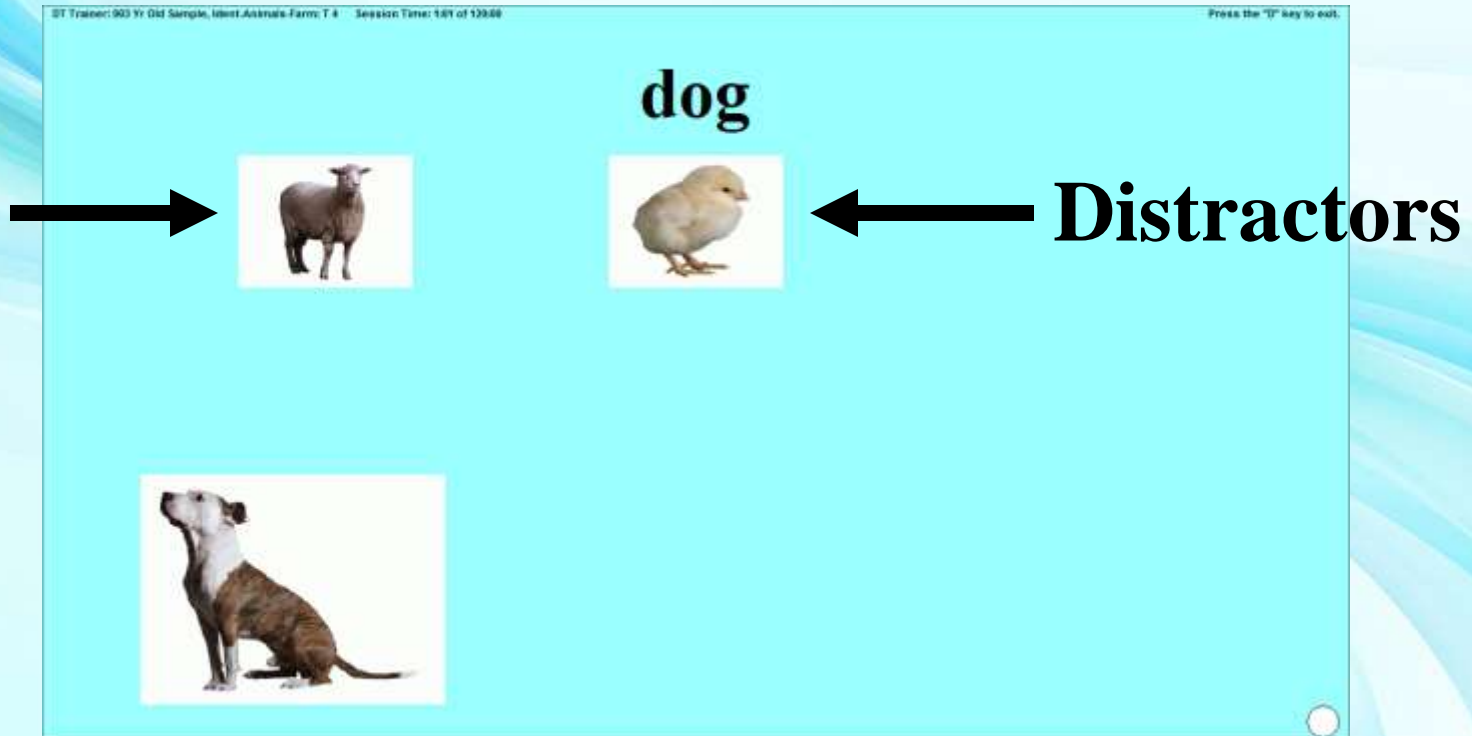 DT Trainer: 903 Yr Old Sample, Ident-Animals-Farm: T 4 Session Time: 1:01 of 120:00
Press the "D" key to exit.
dog
Distractors